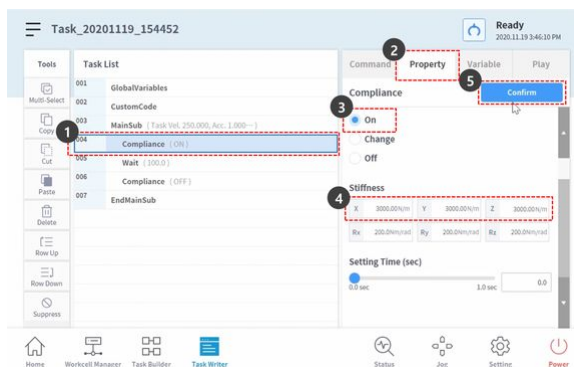 Task_20201119_154452
Ready
2020.11.19 3:46:10 PM
Tools
Task List
Multi-Select
Copy
Cut
Paste
Delete
Row Up
Row Down
Suppress
001 GlobalVariables
002 CustomCode
003 MainSub ( Task Vel. 250.000, Acc. 1.000~ )
1
004 Compliance ( ON )
005 Wait ( 100.0 )
006 Compliance ( OFF )
007 EndMainSub
2
Command Property Variable Play
5
Compliance Confirm
3
On
Change
Off
Stiffness
4
X 3000.00N/m Y 3000.00N/m Z 3000.00N/m
Rx 200.0Nm/rad Ry 200.0Nm/rad Rz 200.0Nm/rad
Setting Time (sec)
0.0 sec 1.0 sec 0.0
Home Workcell Manager Task Builder Task Writer Status Jog Setting Power